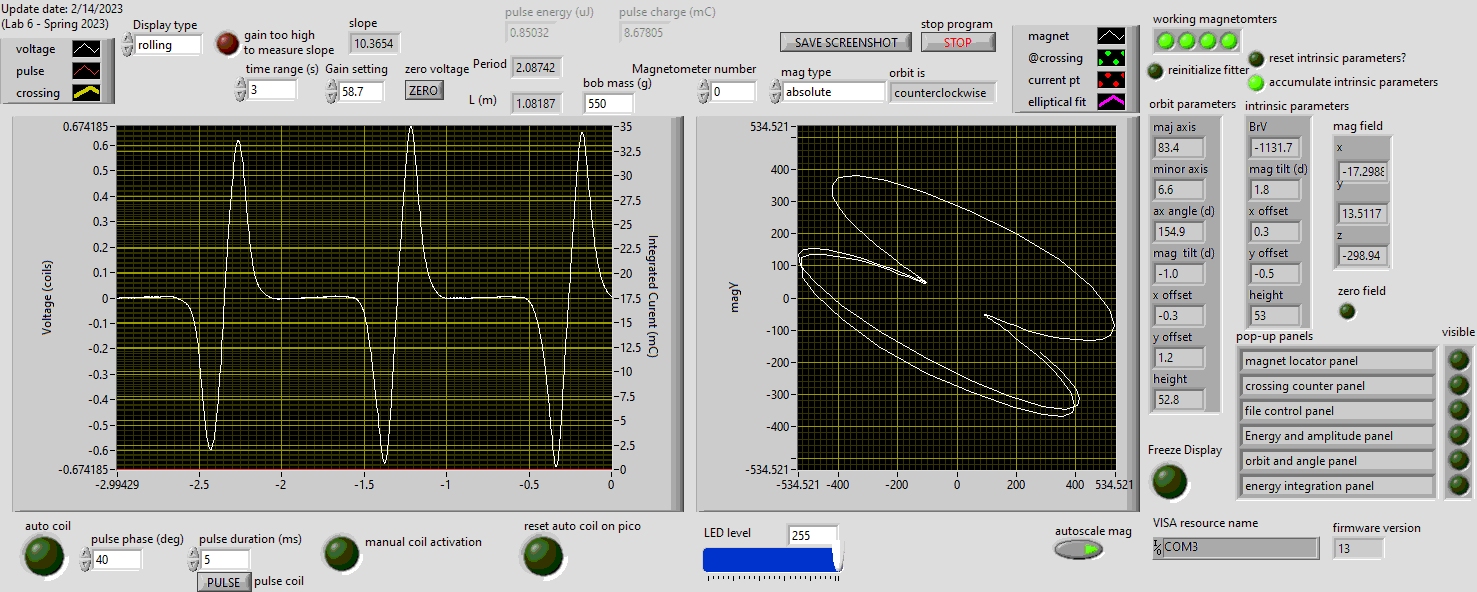 Update date: 2/14/2023
(Lab 6 - Spring 2023)
voltage
pulse
crossing
Display type
rolling
gain too high
to measure slope
slope
10.3654
time range (s)
3
Gain setting
58.7
zero voltage
ZERO
pulse energy (uJ)
0.85032
pulse charge (mC)
8.67805
Period
2.08742
L (m)
1.08187
bob mass (g)
550
Magnetometer number
0
SAVE SCREENSHOT
stop program
STOP
mag type
absolute
orbit is
counterclockwise
magnet
@crossing
current pt
elliptical fit
working magnetomters
reinitialize fitter
reset intrinsic parameters?
accumulate intrinsic parameters
orbit parameters
maj axis
83.4
minor axis
6.6
ax angle (d)
154.9
mag tilt (d)
-1.0
x offset
-0.3
y offset
1.2
height
52.8
intrinsic parameters
BrV
-1131.7
mag tilt (d)
1.8
x offset
0.3
y offset
-0.5
height
53
mag field
x
-17.2988
y
13.5117
z
-298.94
zero field
Voltage (coils)
0.674185
0.6
0.5
0.4
0.3
0.2
0.1
0
-0.1
-0.2
-0.3
-0.4
-0.5
-0.6
-0.674185
-2.99429
-2.5
-2
-1.5
-1
-0.5
0
35
32.5
30
27.5
25
22.5
20
17.5
15
12.5
10
7.5
5
2.5
0
Integrated Current (mC)
magy
534.521
400
300
200
100
0
-100
-200
-300
-400
-534.521
-534.521
-400
-200
0
200
400
534.521
pop-up panels
visible
magnet locator panel
crossing counter panel
file control panel
Energy and amplitude panel
orbit and angle panel
energy integration panel
Freeze Display
auto coil
pulse phase (deg)
40
pulse duration (ms)
5
PULSE
pulse coil
manual coil activation
reset auto coil on pico
LED level
255
autoscale mag
VISA resource name
COM3
firmware version
13